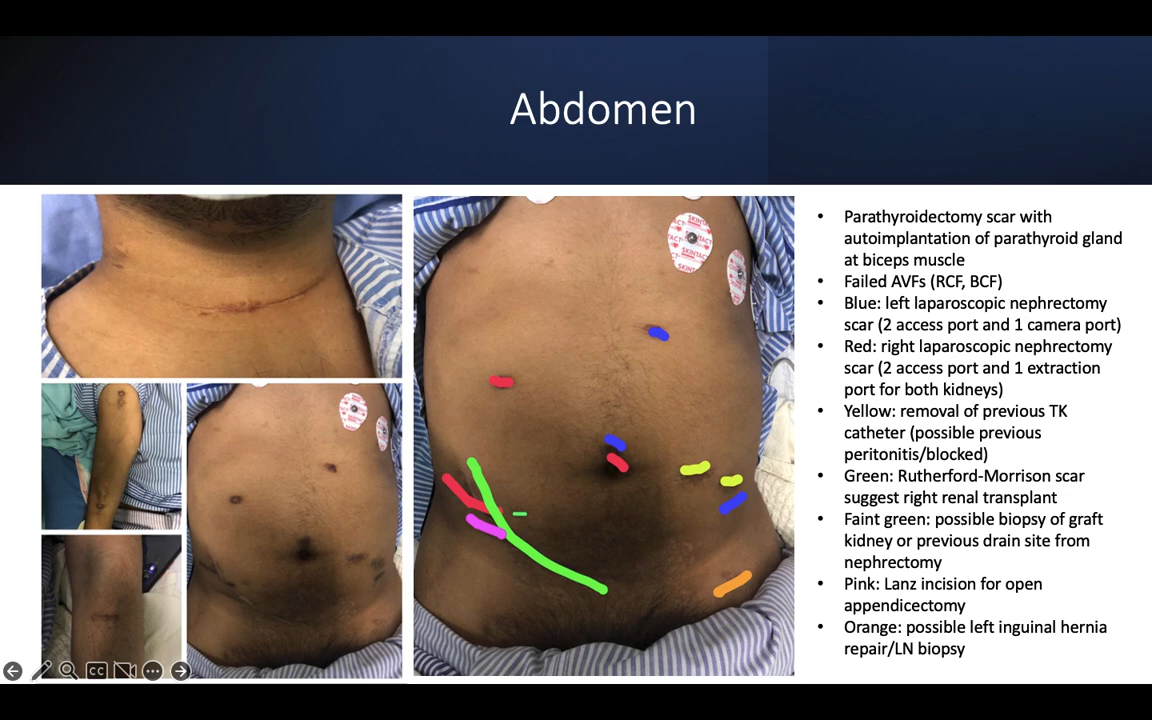 Abdomen
• Parathyroidectomy scar with
autoimplantation of parathyroid gland
at biceps muscle
• Failed AVFs (RCF, BCF)
• Blue: left laparoscopic nephrectomy
scar (2 access port and 1 camera port)
• Red: right laparoscopic nephrectomy
scar (2 access port and 1 extraction
port for both kidneys)
• Yellow: removal of previous TK
catheter (possible previous
peritonitis/blocked)
• Green: Rutherford-Morrison scar
suggest right renal transplant
• Faint green: possible biopsy of graft
kidney or previous drain site from
nephrectomy
• Pink: Lanz incision for open
appendicectomy
• Orange: possible left inguinal hernia
repair/LN biopsy
SKINTACT
CC